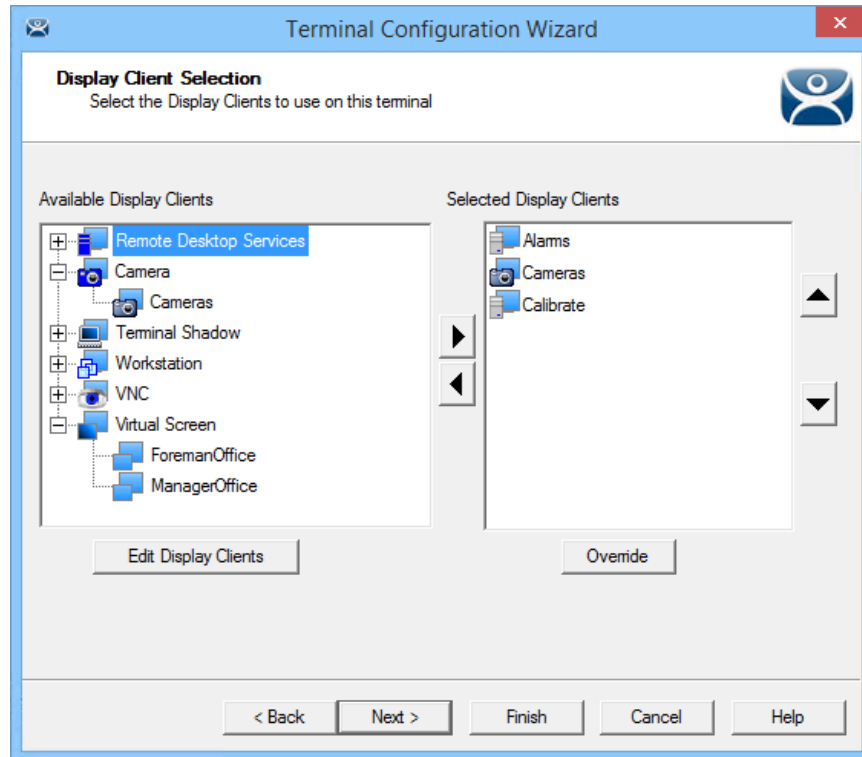 Terminal Configuration Wizard
Display Client Selection
Select the Display Clients to use on this terminal
Available Display Clients
Remote Desktop Services
Camera
Cameras
Terminal Shadow
Workstation
VNC
Virtual Screen
ForemanOffice
ManagerOffice
Edit Display Clients
Selected Display Clients
Alarms
Cameras
Calibrate
Override
< Back
Next >
Finish
Cancel
Help